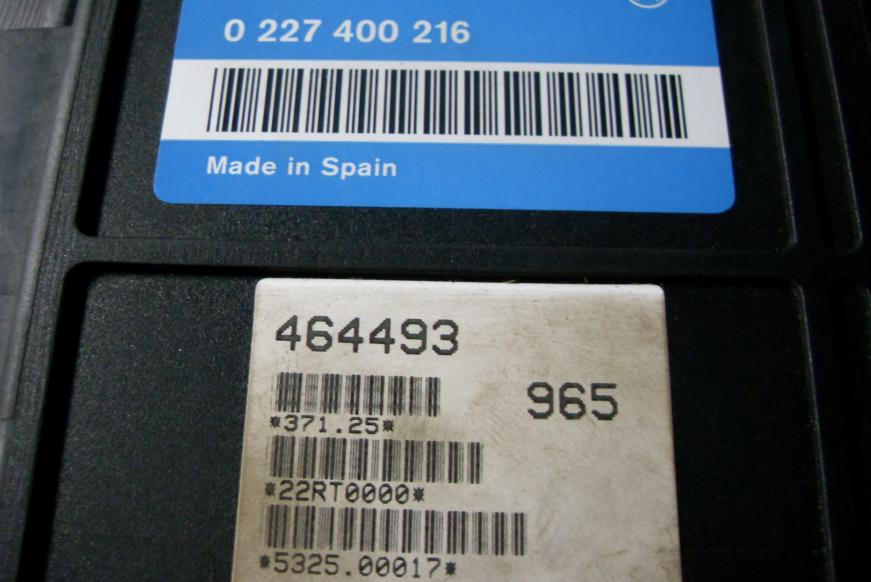 0 227 400 216
Made in Spain
464493
965
*371.25*
*22RT0000*
*5325.00017*